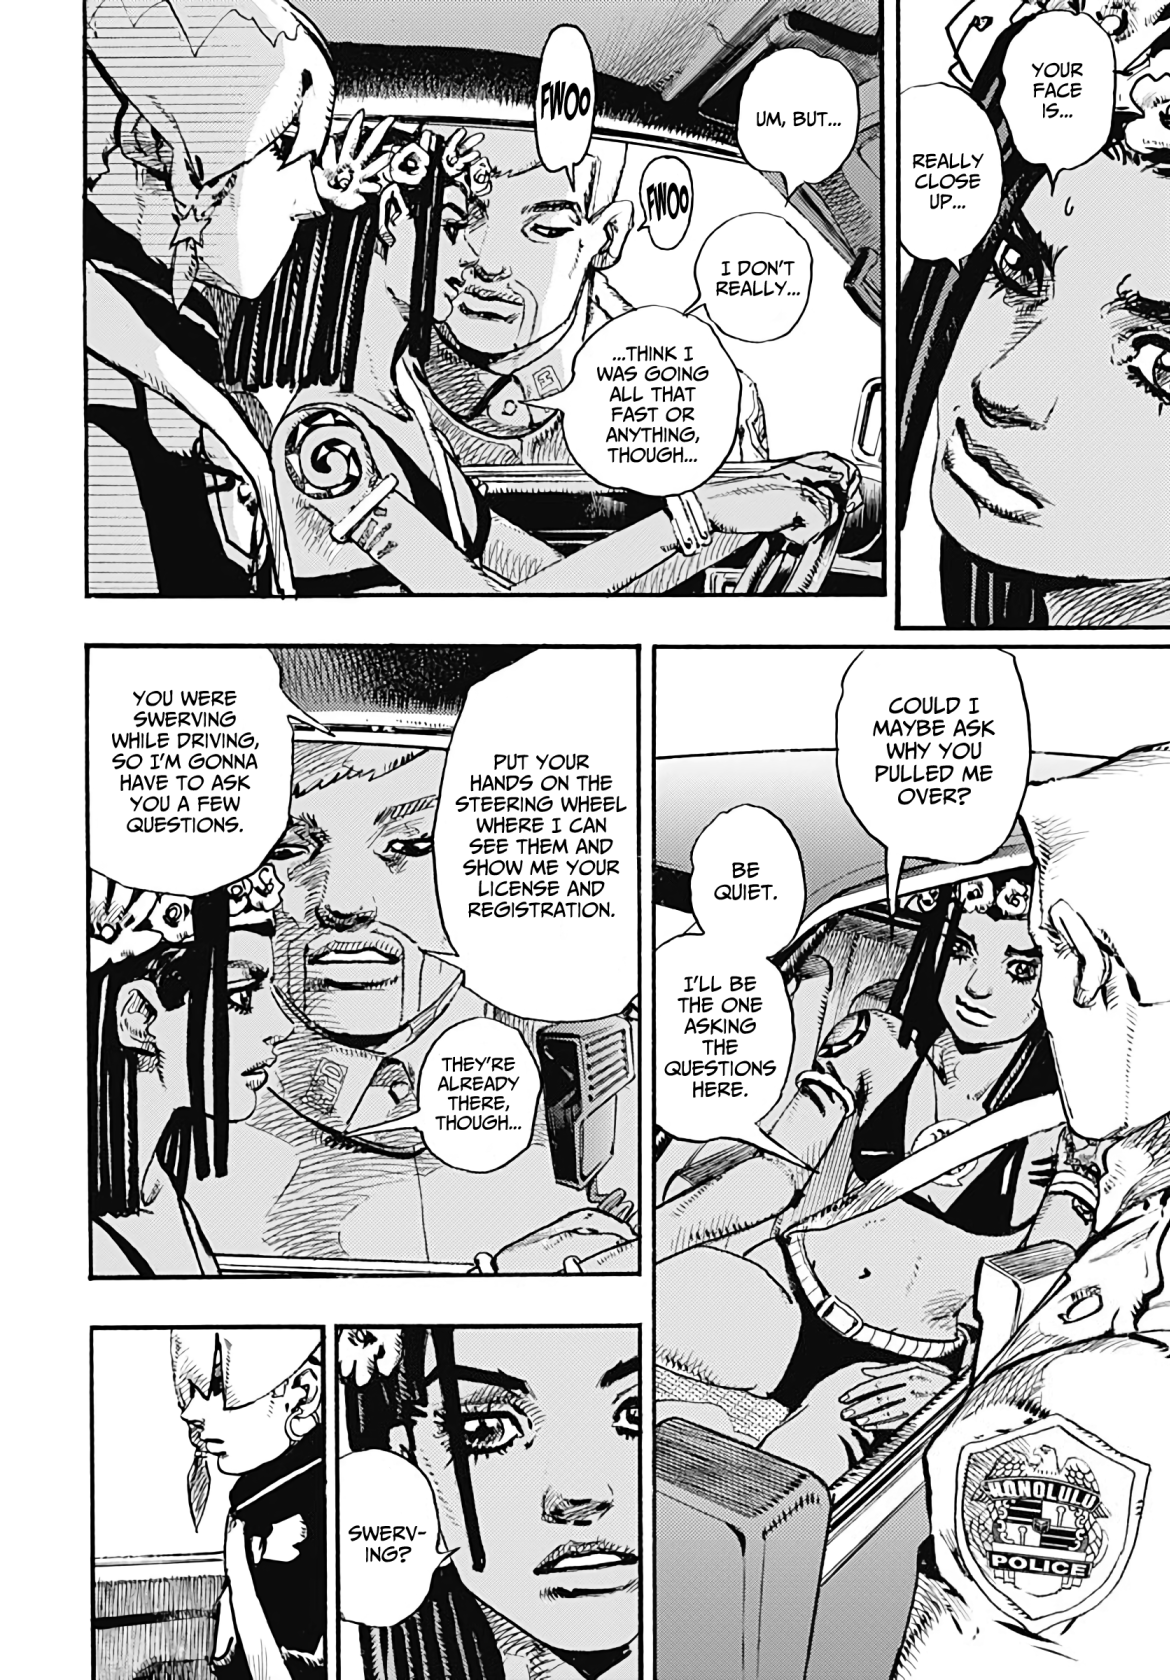 YOUR
FACE
IS...
REALLY
CLOSE
UP...
UM, BUT...
FWOO
FWOO
I DON'T
REALLY...
...THINK I
WAS GOING
ALL THAT
FAST OR
ANYTHING,
THOUGH...
COULD I
MAYBE ASK
WHY YOU
PULLED ME
OVER?
BE
QUIET.
I'LL BE
THE ONE
ASKING
THE
QUESTIONS
HERE.
HONOLULU
POLICE
PUT YOUR
HANDS ON THE
STEERING WHEEL
WHERE I CAN
SEE THEM AND
SHOW ME YOUR
LICENSE AND
REGISTRATION.
YOU WERE
SWERVING
WHILE DRIVING,
SO I'M GONNA
HAVE TO ASK
YOU A FEW
QUESTIONS.
THEY'RE
ALREADY
THERE,
THOUGH...
SWERV-
ING?